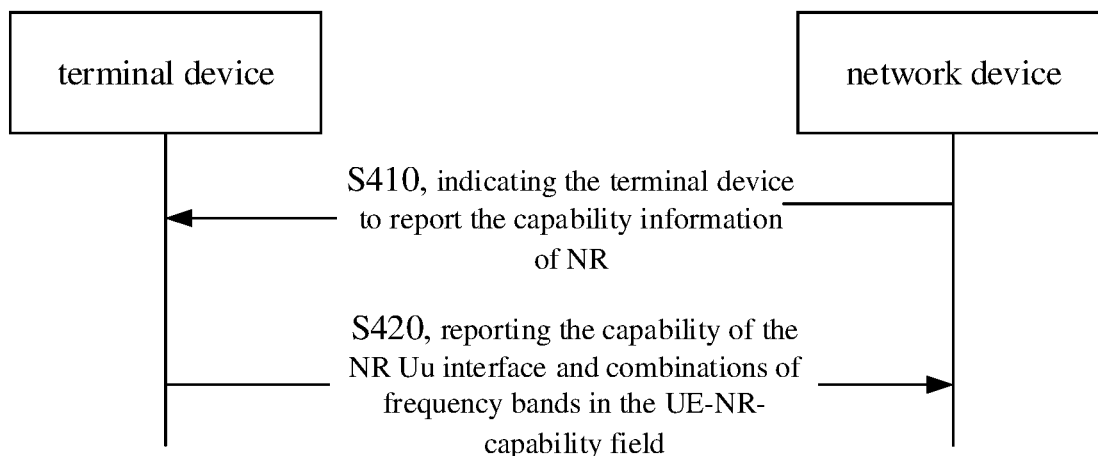 terminal device
network device
S410, indicating the terminal device
to report the capability information
of NR
S420, reporting the capability of the
NR Uu interface and combinations of
frequency bands in the UE-NR-
capability field